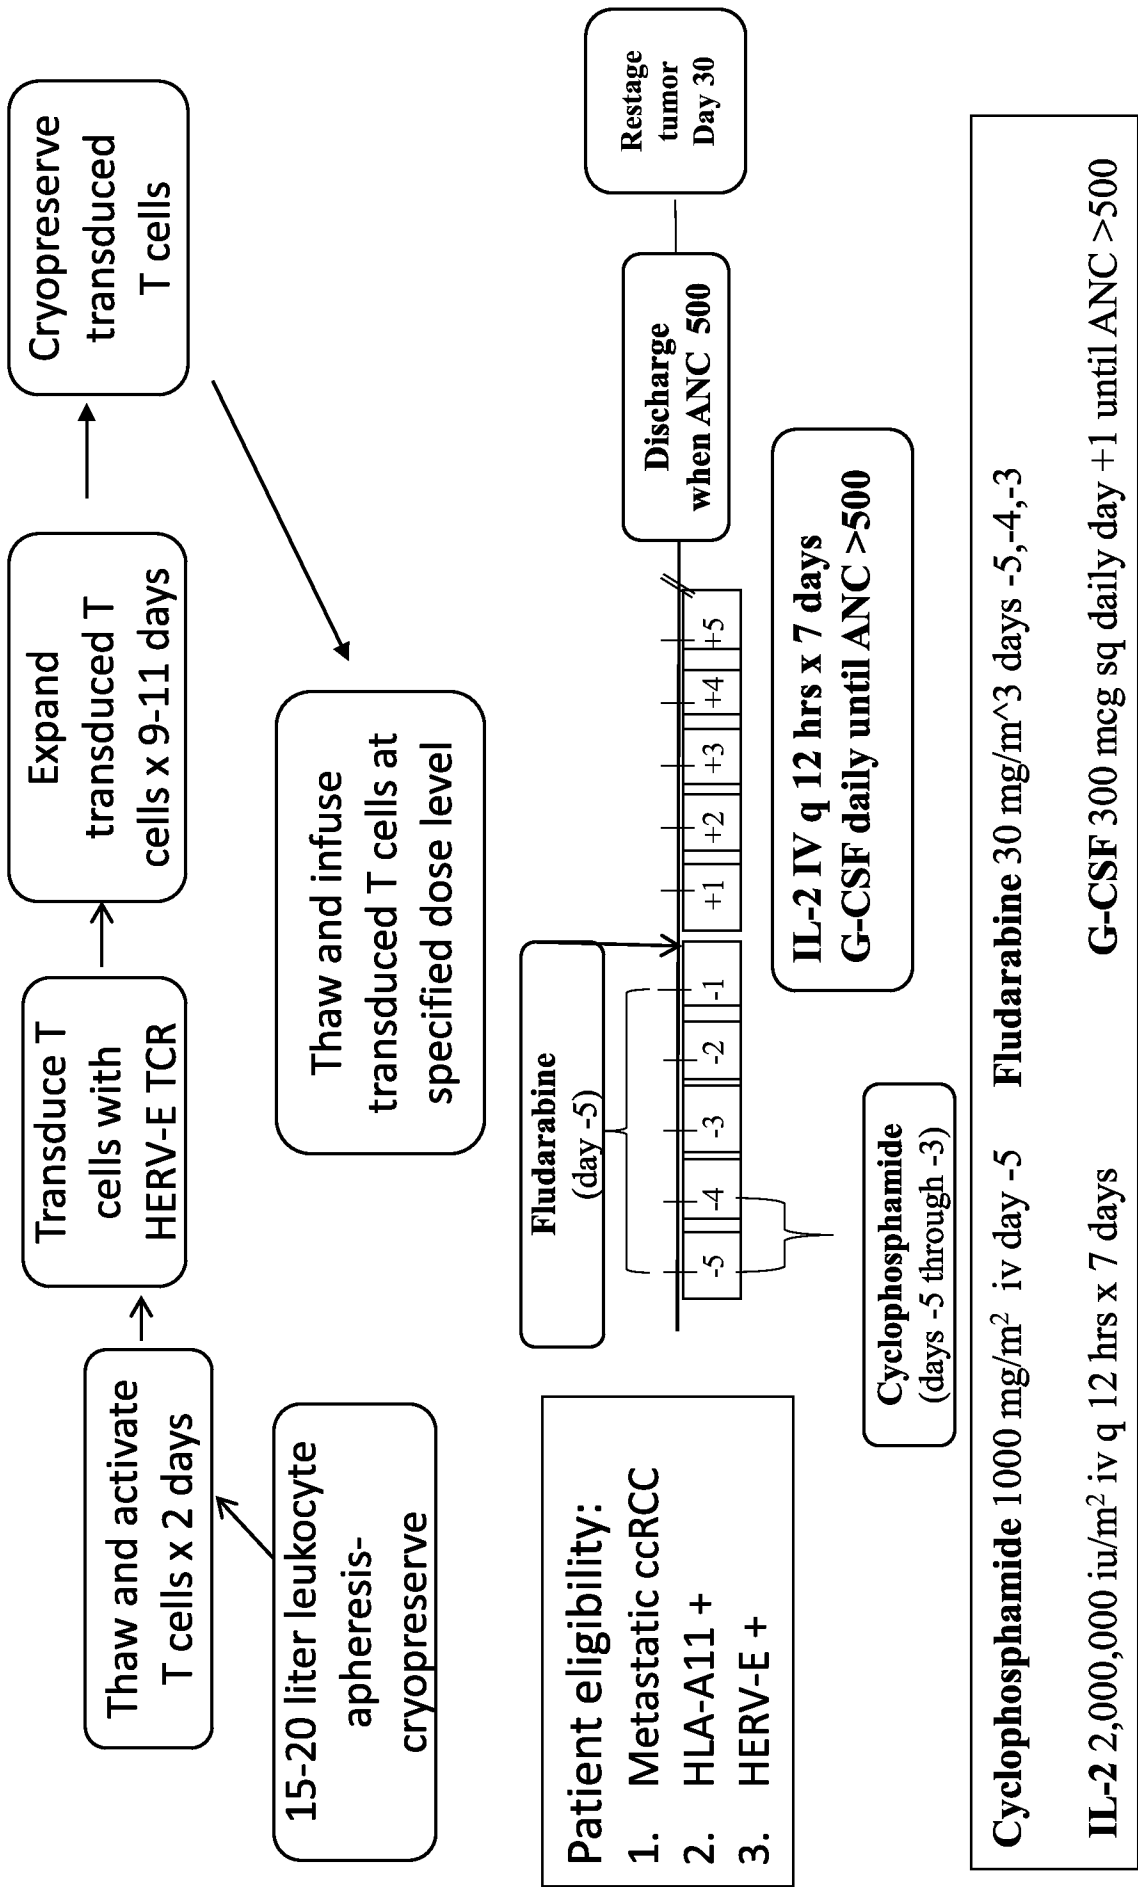 15-20 liter leukocyte
apheresis-
cryopreserve
Thaw and activate
T cells x 2 days
Transduce T
cells with
HERV-E TCR
Expand
transduced T
cells x 9-11 days
Cryopreserve
transduced
T cells
Thaw and infuse
transduced T cells at
specified dose level
Patient eligibility:
1. Metastatic ccRCC
2. HLA-A11 +
3. HERV-E +
Fludarabine
(day -5)
-5 -4 -3 -2 -1 +1 +2 +3 +4 +5
Discharge
when ANC 500
Restage
tumor
Day 30
Cyclophosphamide
(days -5 through -3)
IL-2 IV q 12 hrs x 7 days
G-CSF daily until ANC >500
Cyclophosphamide 1000 mg/m² iv day -5
Fludarabine 30 mg/m^3 days -5,-4,-3
IL-2 2,000,000 iu/m² iv q 12 hrs x 7 days
G-CSF 300 mcg sq daily day +1 until ANC >500